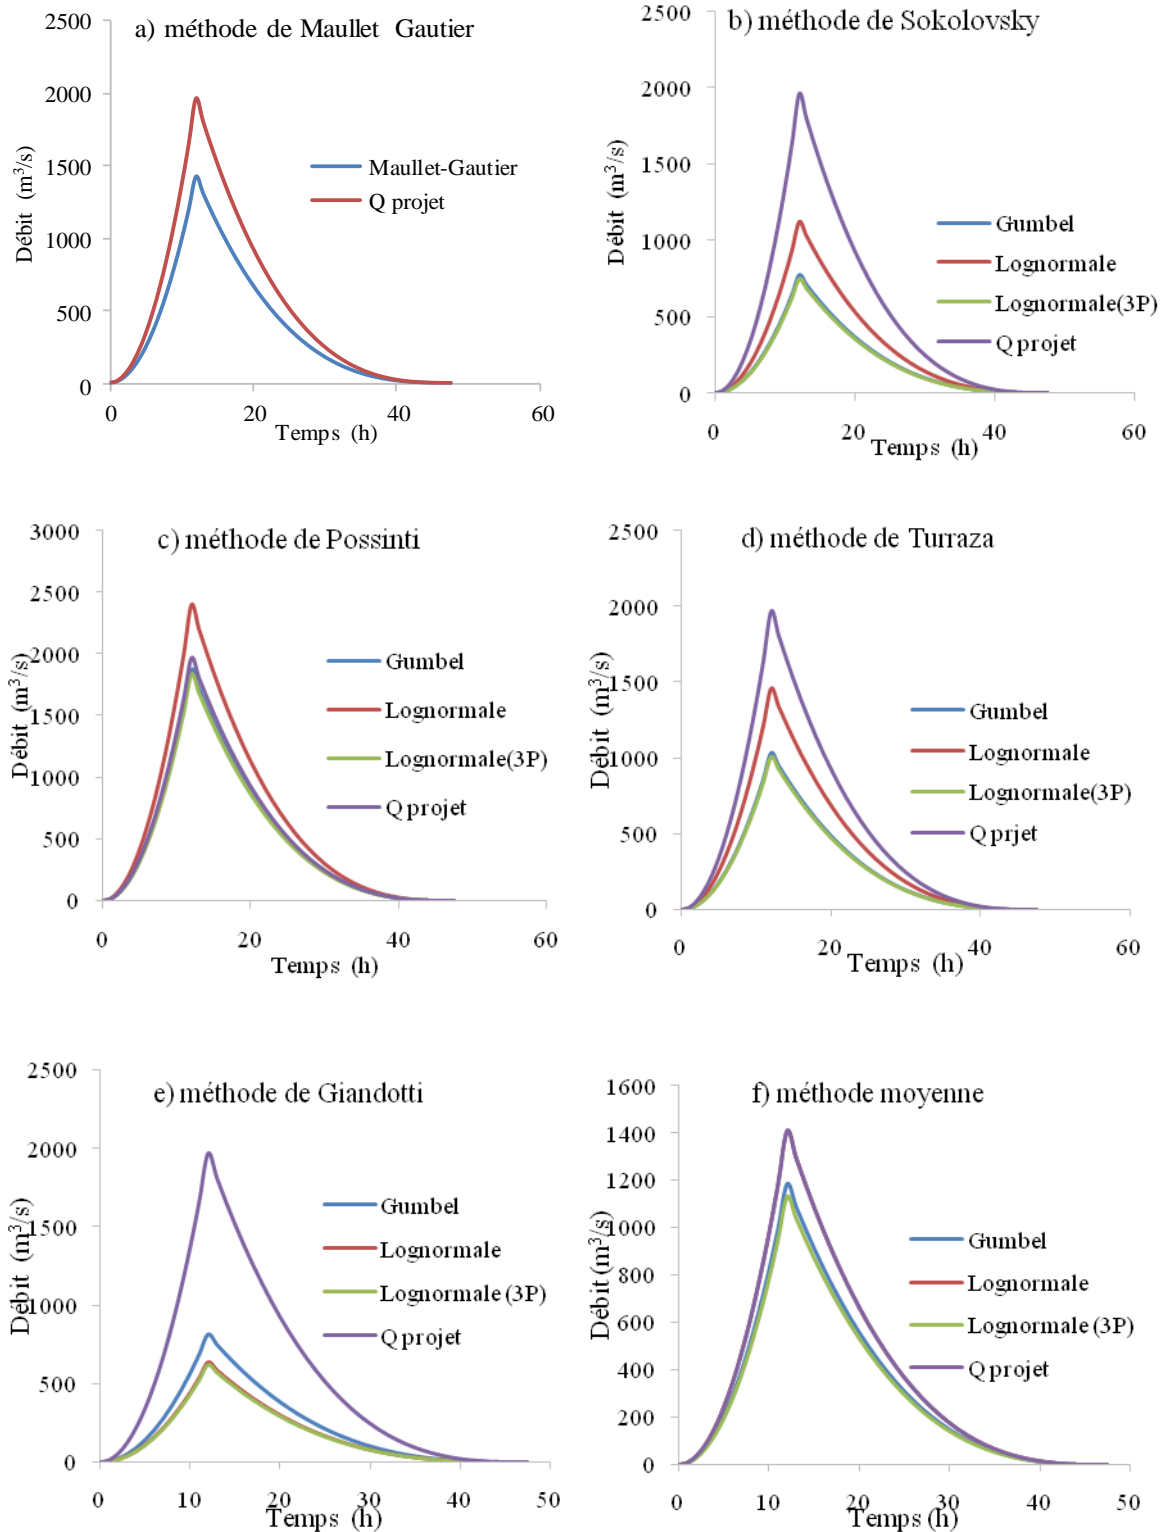 a) méthode de Maullet Gautier
2500
2000
1500
1000
500
0
Débit (m³/s)
Maullet-Gautier
Q projet
0 20 40 60
Temps (h)
b) méthode de Sokolovsky
2500
2000
1500
1000
500
0
Débit (m³/s)
Gumbel
Lognormale
Lognormale(3P)
Q projet
0 20 40 60
Temps (h)
c) méthode de Possinti
3000
2500
2000
1500
1000
500
0
Débit (m³/s)
Gumbel
Lognormale
Lognormale(3P)
Q projet
0 20 40 60
Temps (h)
d) méthode de Turraza
2500
2000
1500
1000
500
0
Débit (m³/s)
Gumbel
Lognormale
Lognormale(3P)
Q prjet
0 20 40 60
Temps (h)
e) méthode de Giandotti
2500
2000
1500
1000
500
0
Débit (m³/s)
Gumbel
Lognormale
Lognormale (3P)
Q projet
0 10 20 30 40 50
Temps (h)
f) méthode moyenne
1600
1400
1200
1000
800
600
400
200
0
Débit (m³/s)
Gumbel
Lognormale
Lognormale (3P)
Q projet
0 10 20 30 40 50
Temps (h)